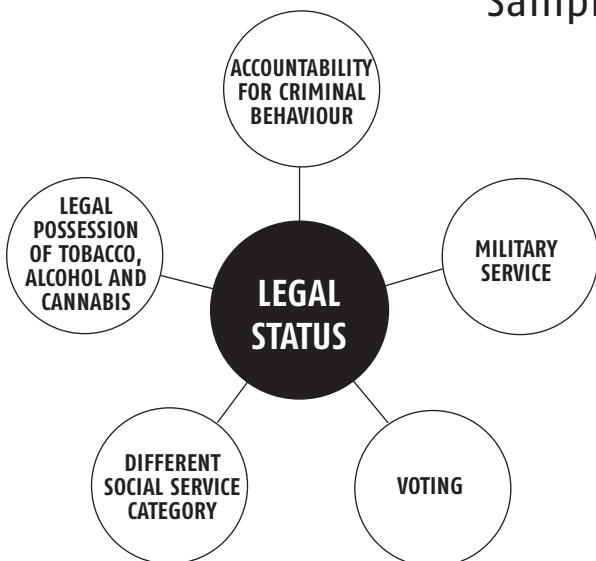 Sampl
ACCOUNTABILITY
FOR CRIMINAL
BEHAVIOUR
LEGAL
POSSESSION
OF TOBACCO,
ALCOHOL AND
CANNABIS
MILITARY
SERVICE
LEGAL
STATUS
DIFFERENT
SOCIAL SERVICE
CATEGORY
VOTING